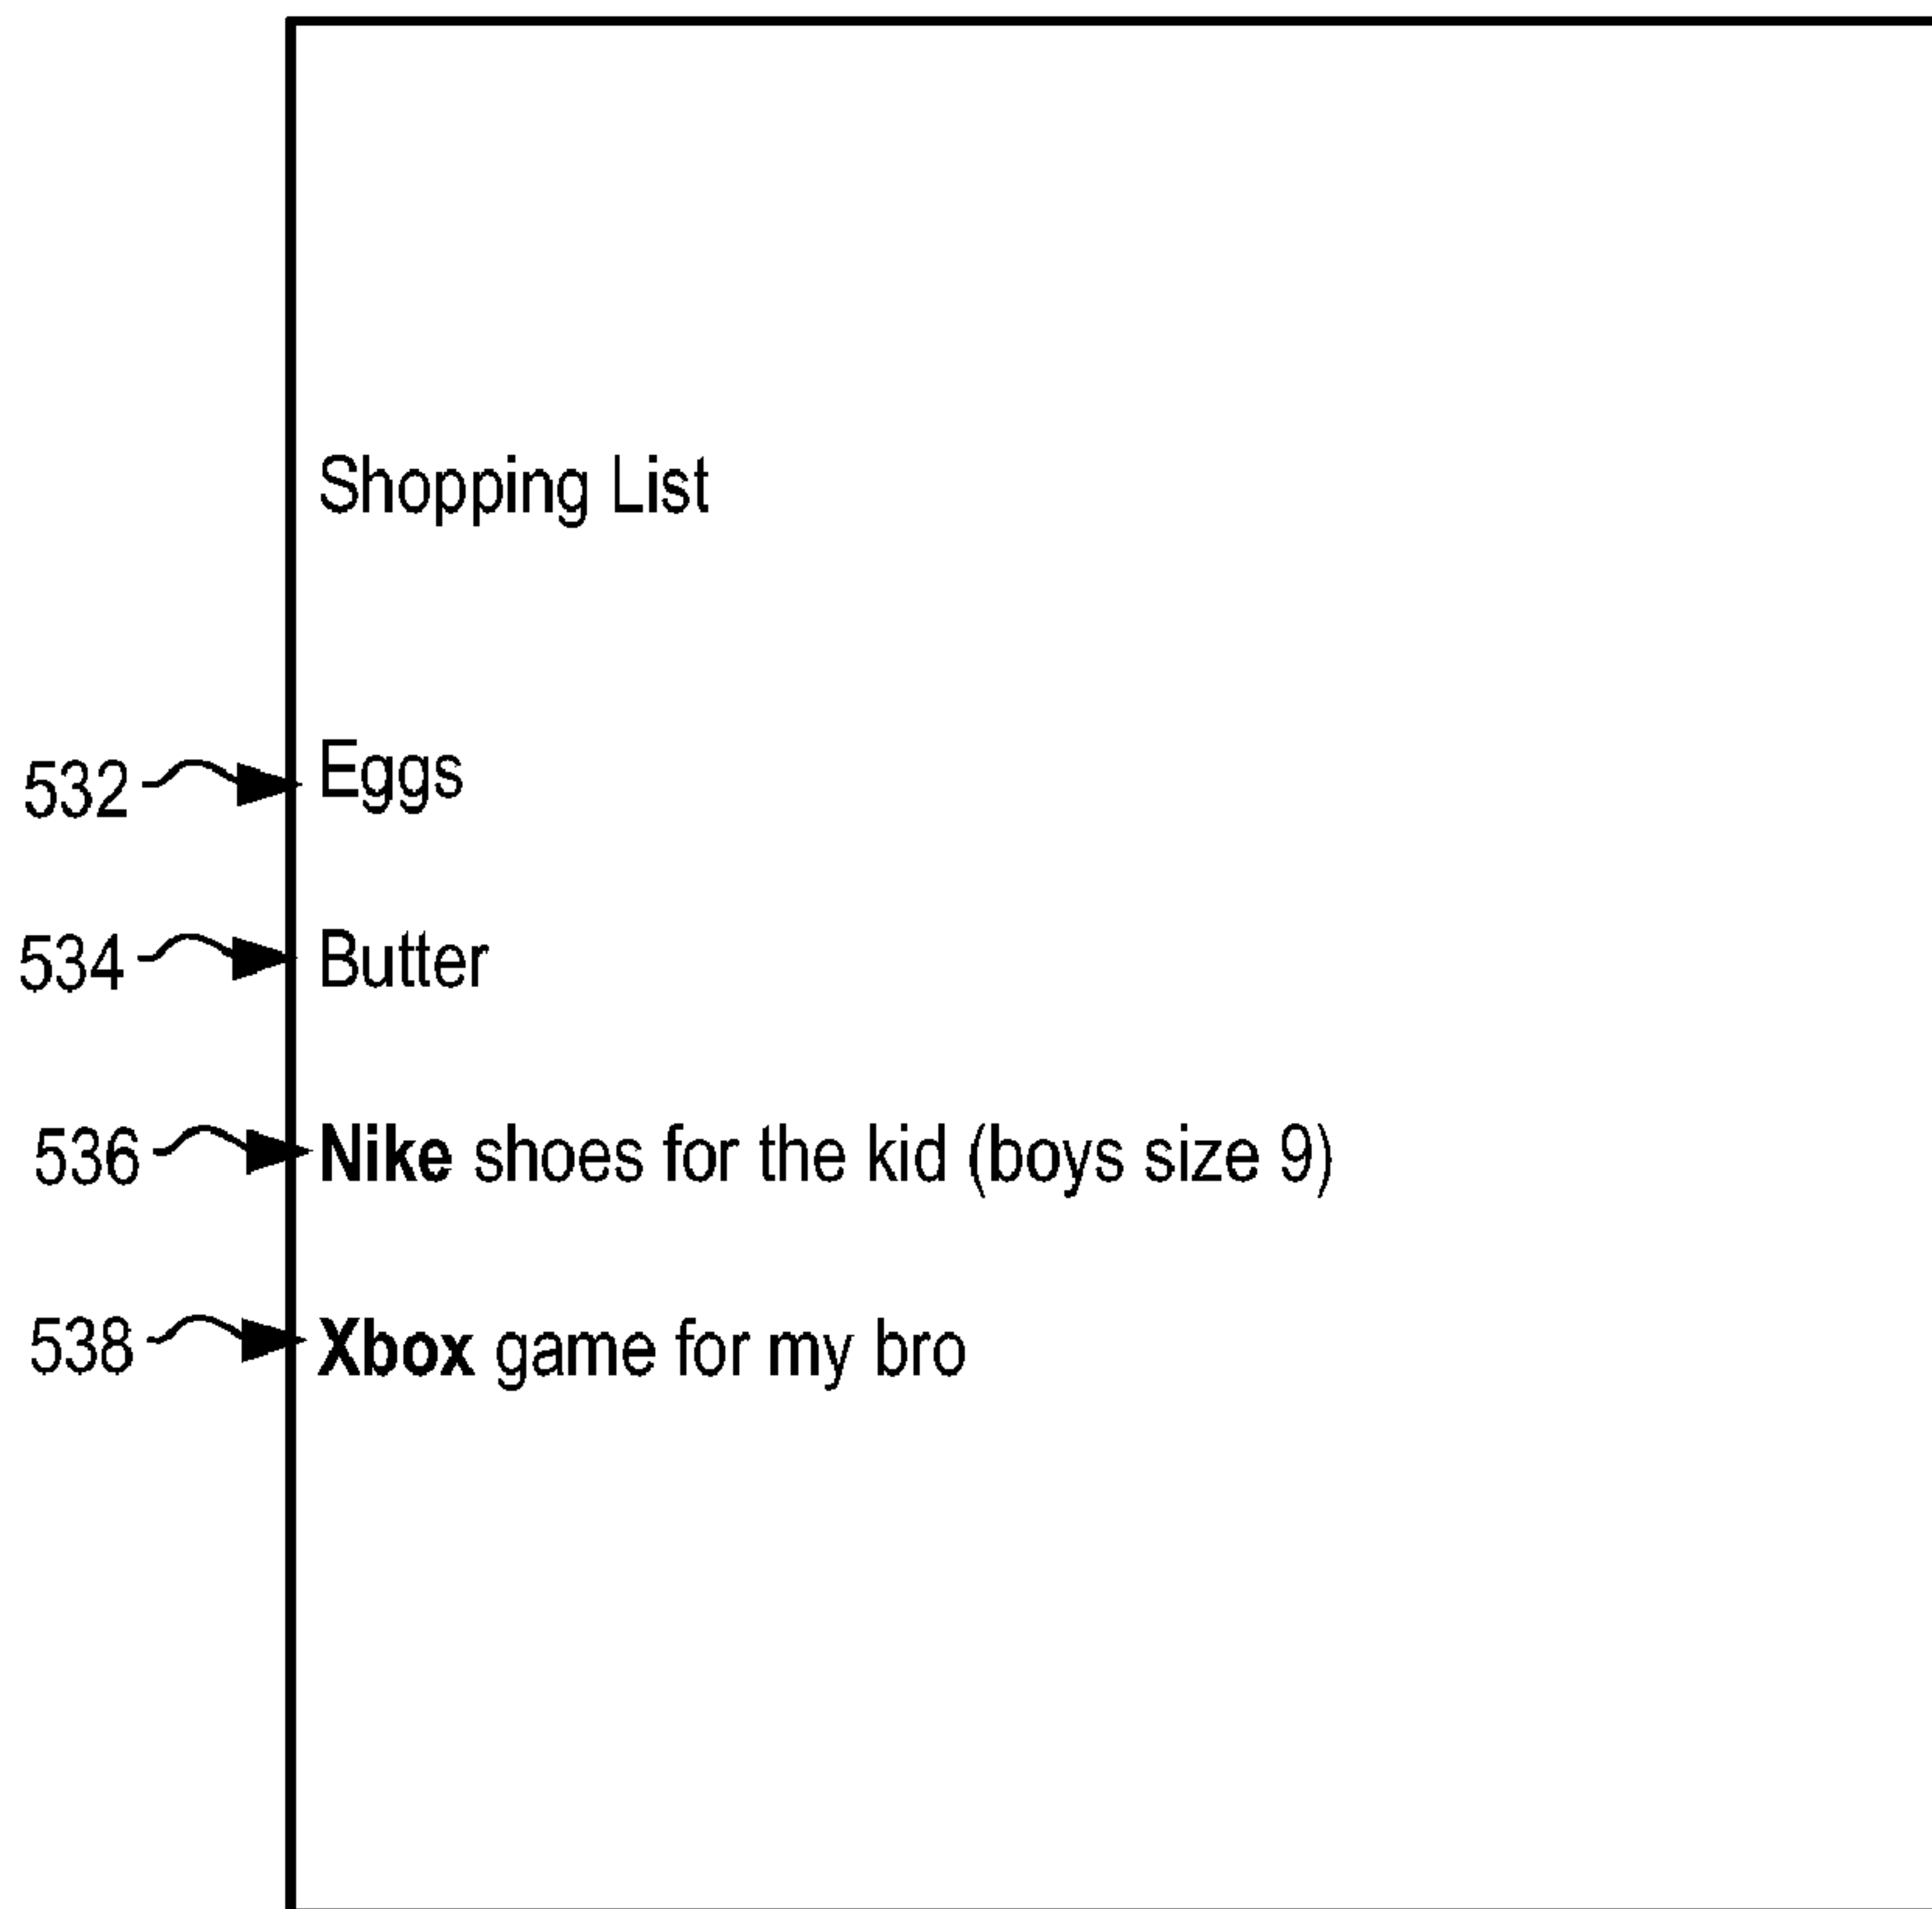 Shopping List
532 Eggs
534 Butter
536 Nike shoes for the kid (boys size 9)
538 Xbox game for my bro